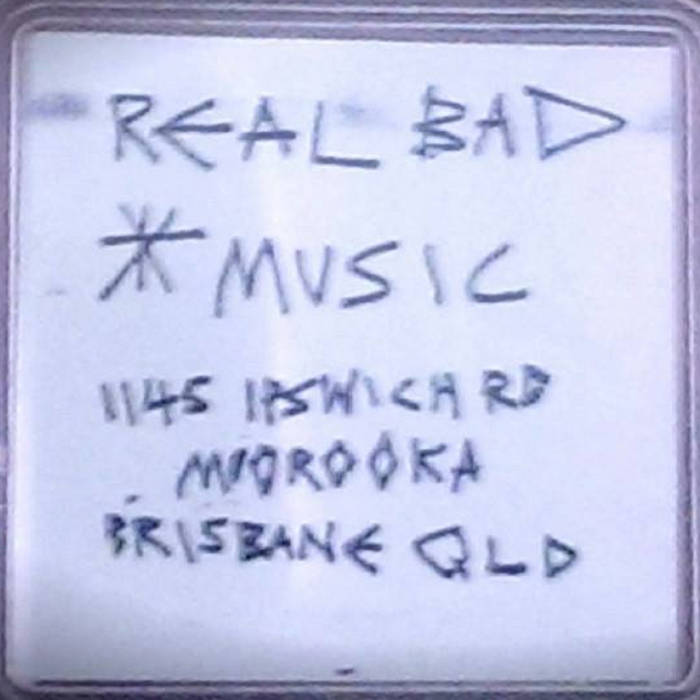 REAL BAD
* MUSIC
1145 IPSWICH RD
MOOROOKA
BRISBANE QLD